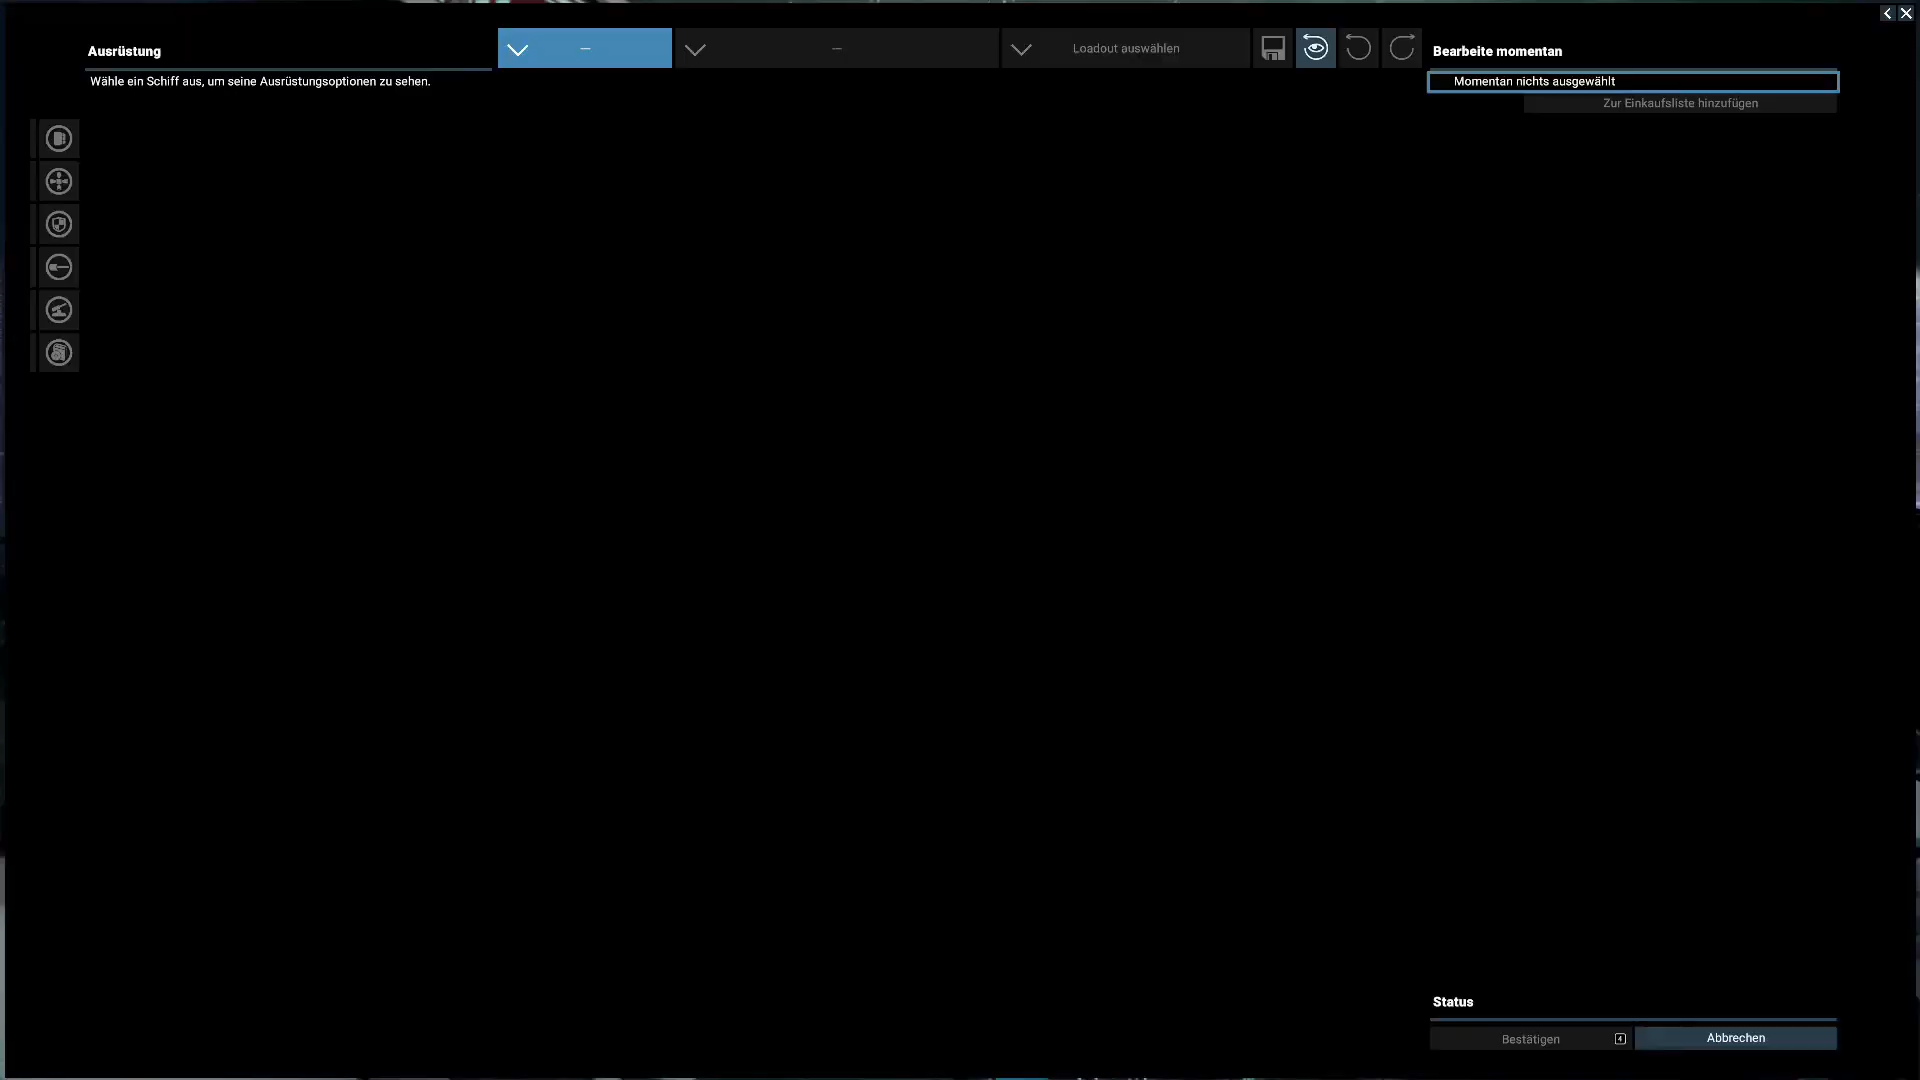 Ausrüstung
Wähle ein Schiff aus, um seine Ausrüstungsoptionen zu sehen.
—
—
Loadout auswählen
Bearbeite momentan
Momentan nichts ausgewählt
Zur Einkaufsliste hinzufügen
Status
Bestätigen
Abbrechen